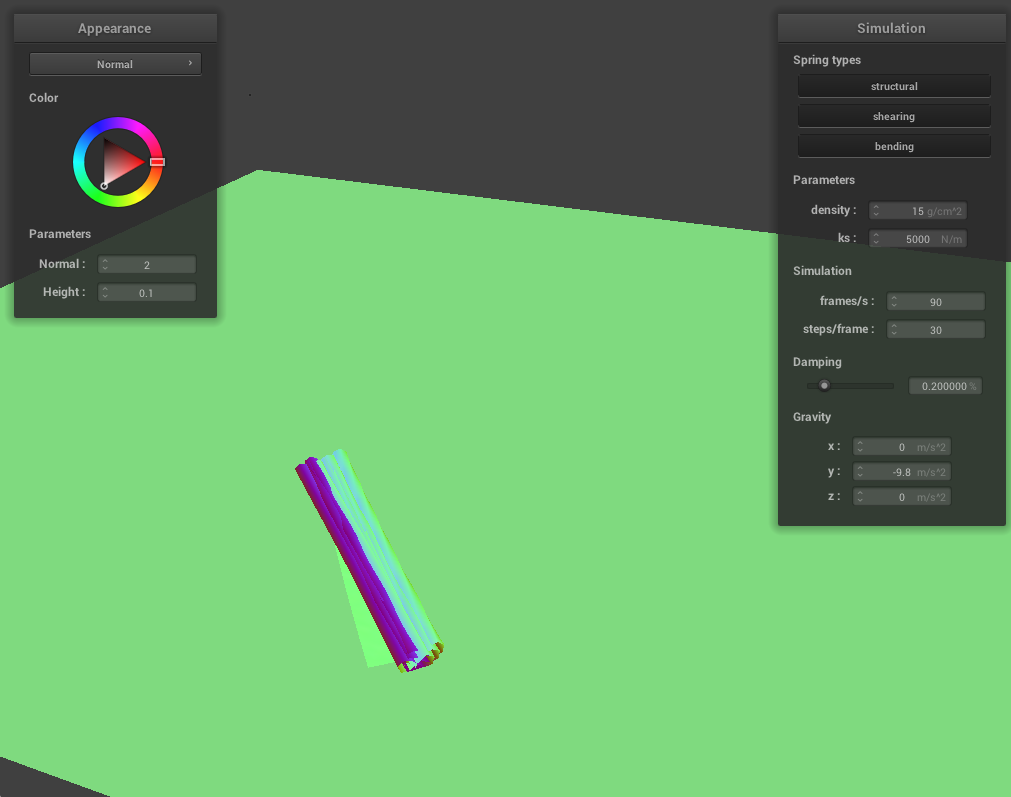 Appearance
Normal
Color
Parameters
Normal : 2
Height : 0.1
Simulation
Spring types
structural
shearing
bending
Parameters
density : 15 g/cm^2
ks : 5000 N/m
Simulation
frames/s : 90
steps/frame : 30
Damping
0.200000 %
Gravity
x : 0 m/s^2
y : -9.8 m/s^2
z : 0 m/s^2